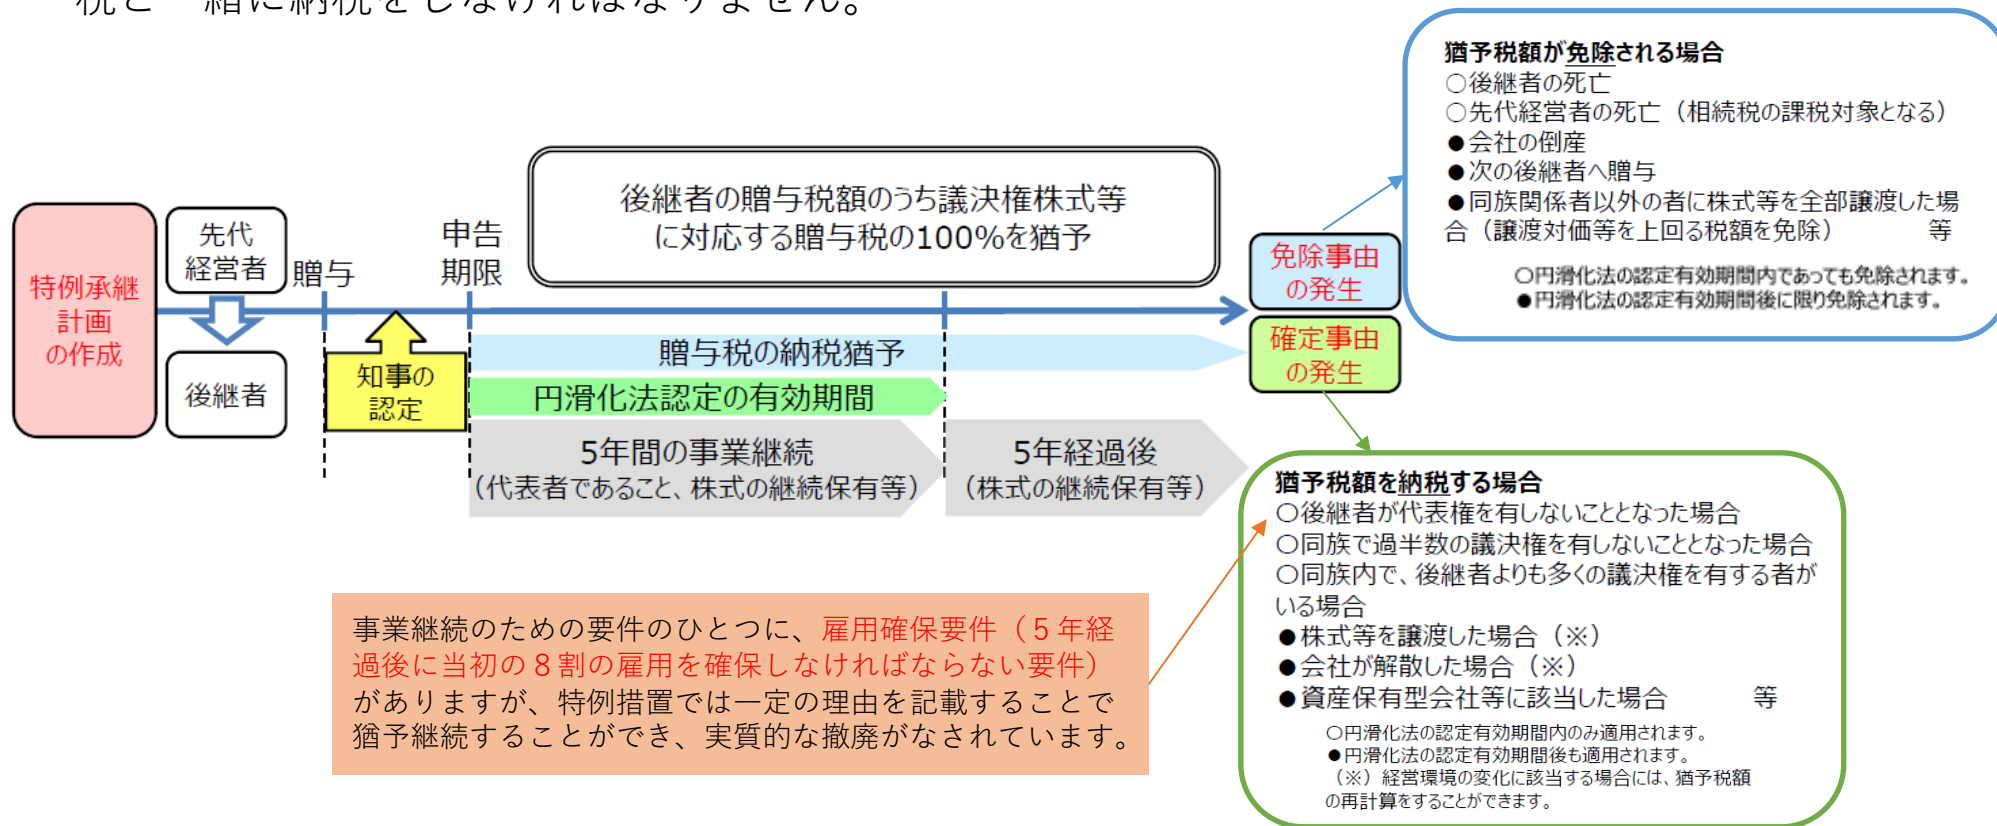 税と一緒に納税をしなければなりません。
特例承継
計画
の作成
先代
経営者
後継者
贈与
知事の
認定
申告
期限
後継者の贈与税額のうち議決権株式等
に対応する贈与税の100%を猶予
贈与税の納税猶予
円滑化法認定の有効期間
5年間の事業継続
(代表者であること、株式の継続保有等)
5年経過後
(株式の継続保有等)
免除事由
の発生
確定事由
の発生
猶予税額が免除される場合
○後継者の死亡
○先代経営者の死亡（相続税の課税対象となる）
●会社の倒産
●次の後継者へ贈与
●同族関係者以外の者に株式等を全部譲渡した場
合（譲渡対価等を上回る税額を免除） 等
○円滑化法の認定有効期間内であっても免除されます。
●円滑化法の認定有効期間後に限り免除されます。
猶予税額を納税する場合
○後継者が代表権を有しないこととなった場合
○同族で過半数の議決権を有しないこととなった場合
○同族内で、後継者よりも多くの議決権を有する者が
いる場合
●株式等を譲渡した場合（※）
●会社が解散した場合（※）
●資産保有型会社等に該当した場合 等
○円滑化法の認定有効期間内のみ適用されます。
●円滑化法の認定有効期間後も適用されます。
（※）経営環境の変化に該当する場合には、猶予税額
の再計算をすることができます。
事業継続のための要件のひとつに、雇用確保要件（５年経
過後に当初の８割の雇用を確保しなければならない要件）
がありますが、特例措置では一定の理由を記載することで
猶予継続することができ、実質的な撤廃がなされています。